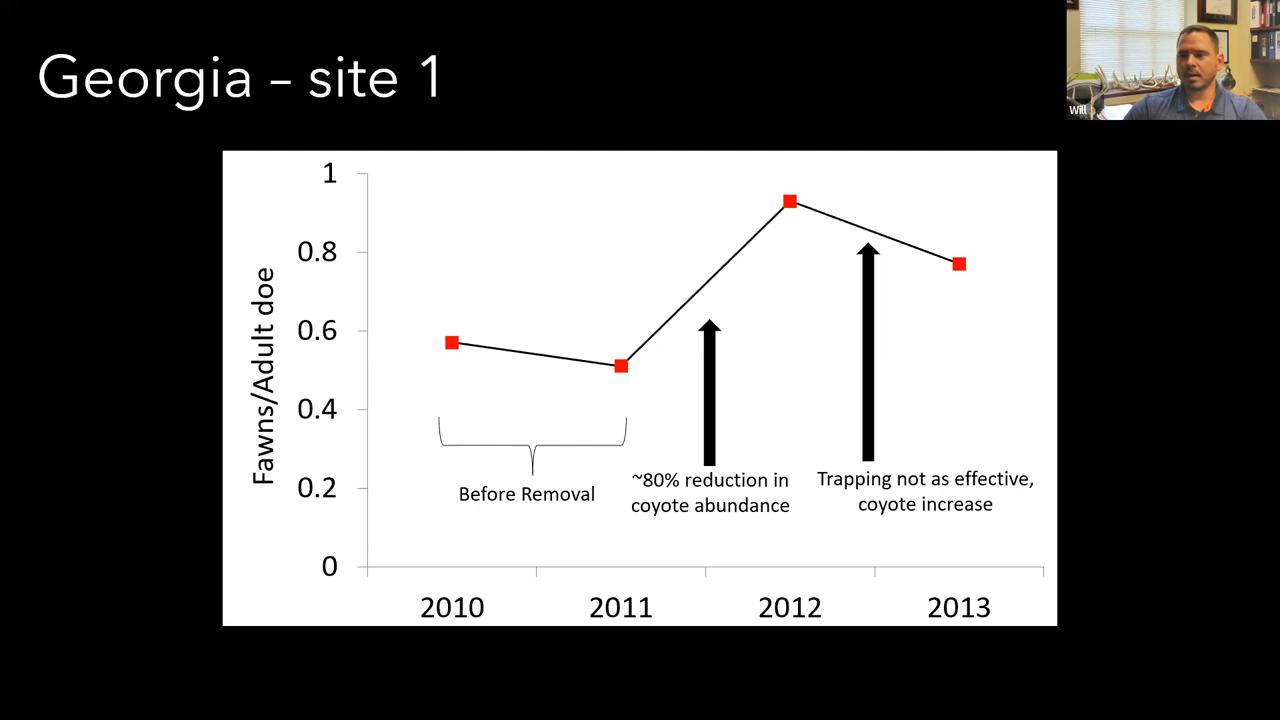 Georgia – site 1
Will
1
0.8
0.6
0.4
0.2
0
Fawns/Adult doe
Before Removal
~80% reduction in
coyote abundance
Trapping not as effective,
coyote increase
2010
2011
2012
2013